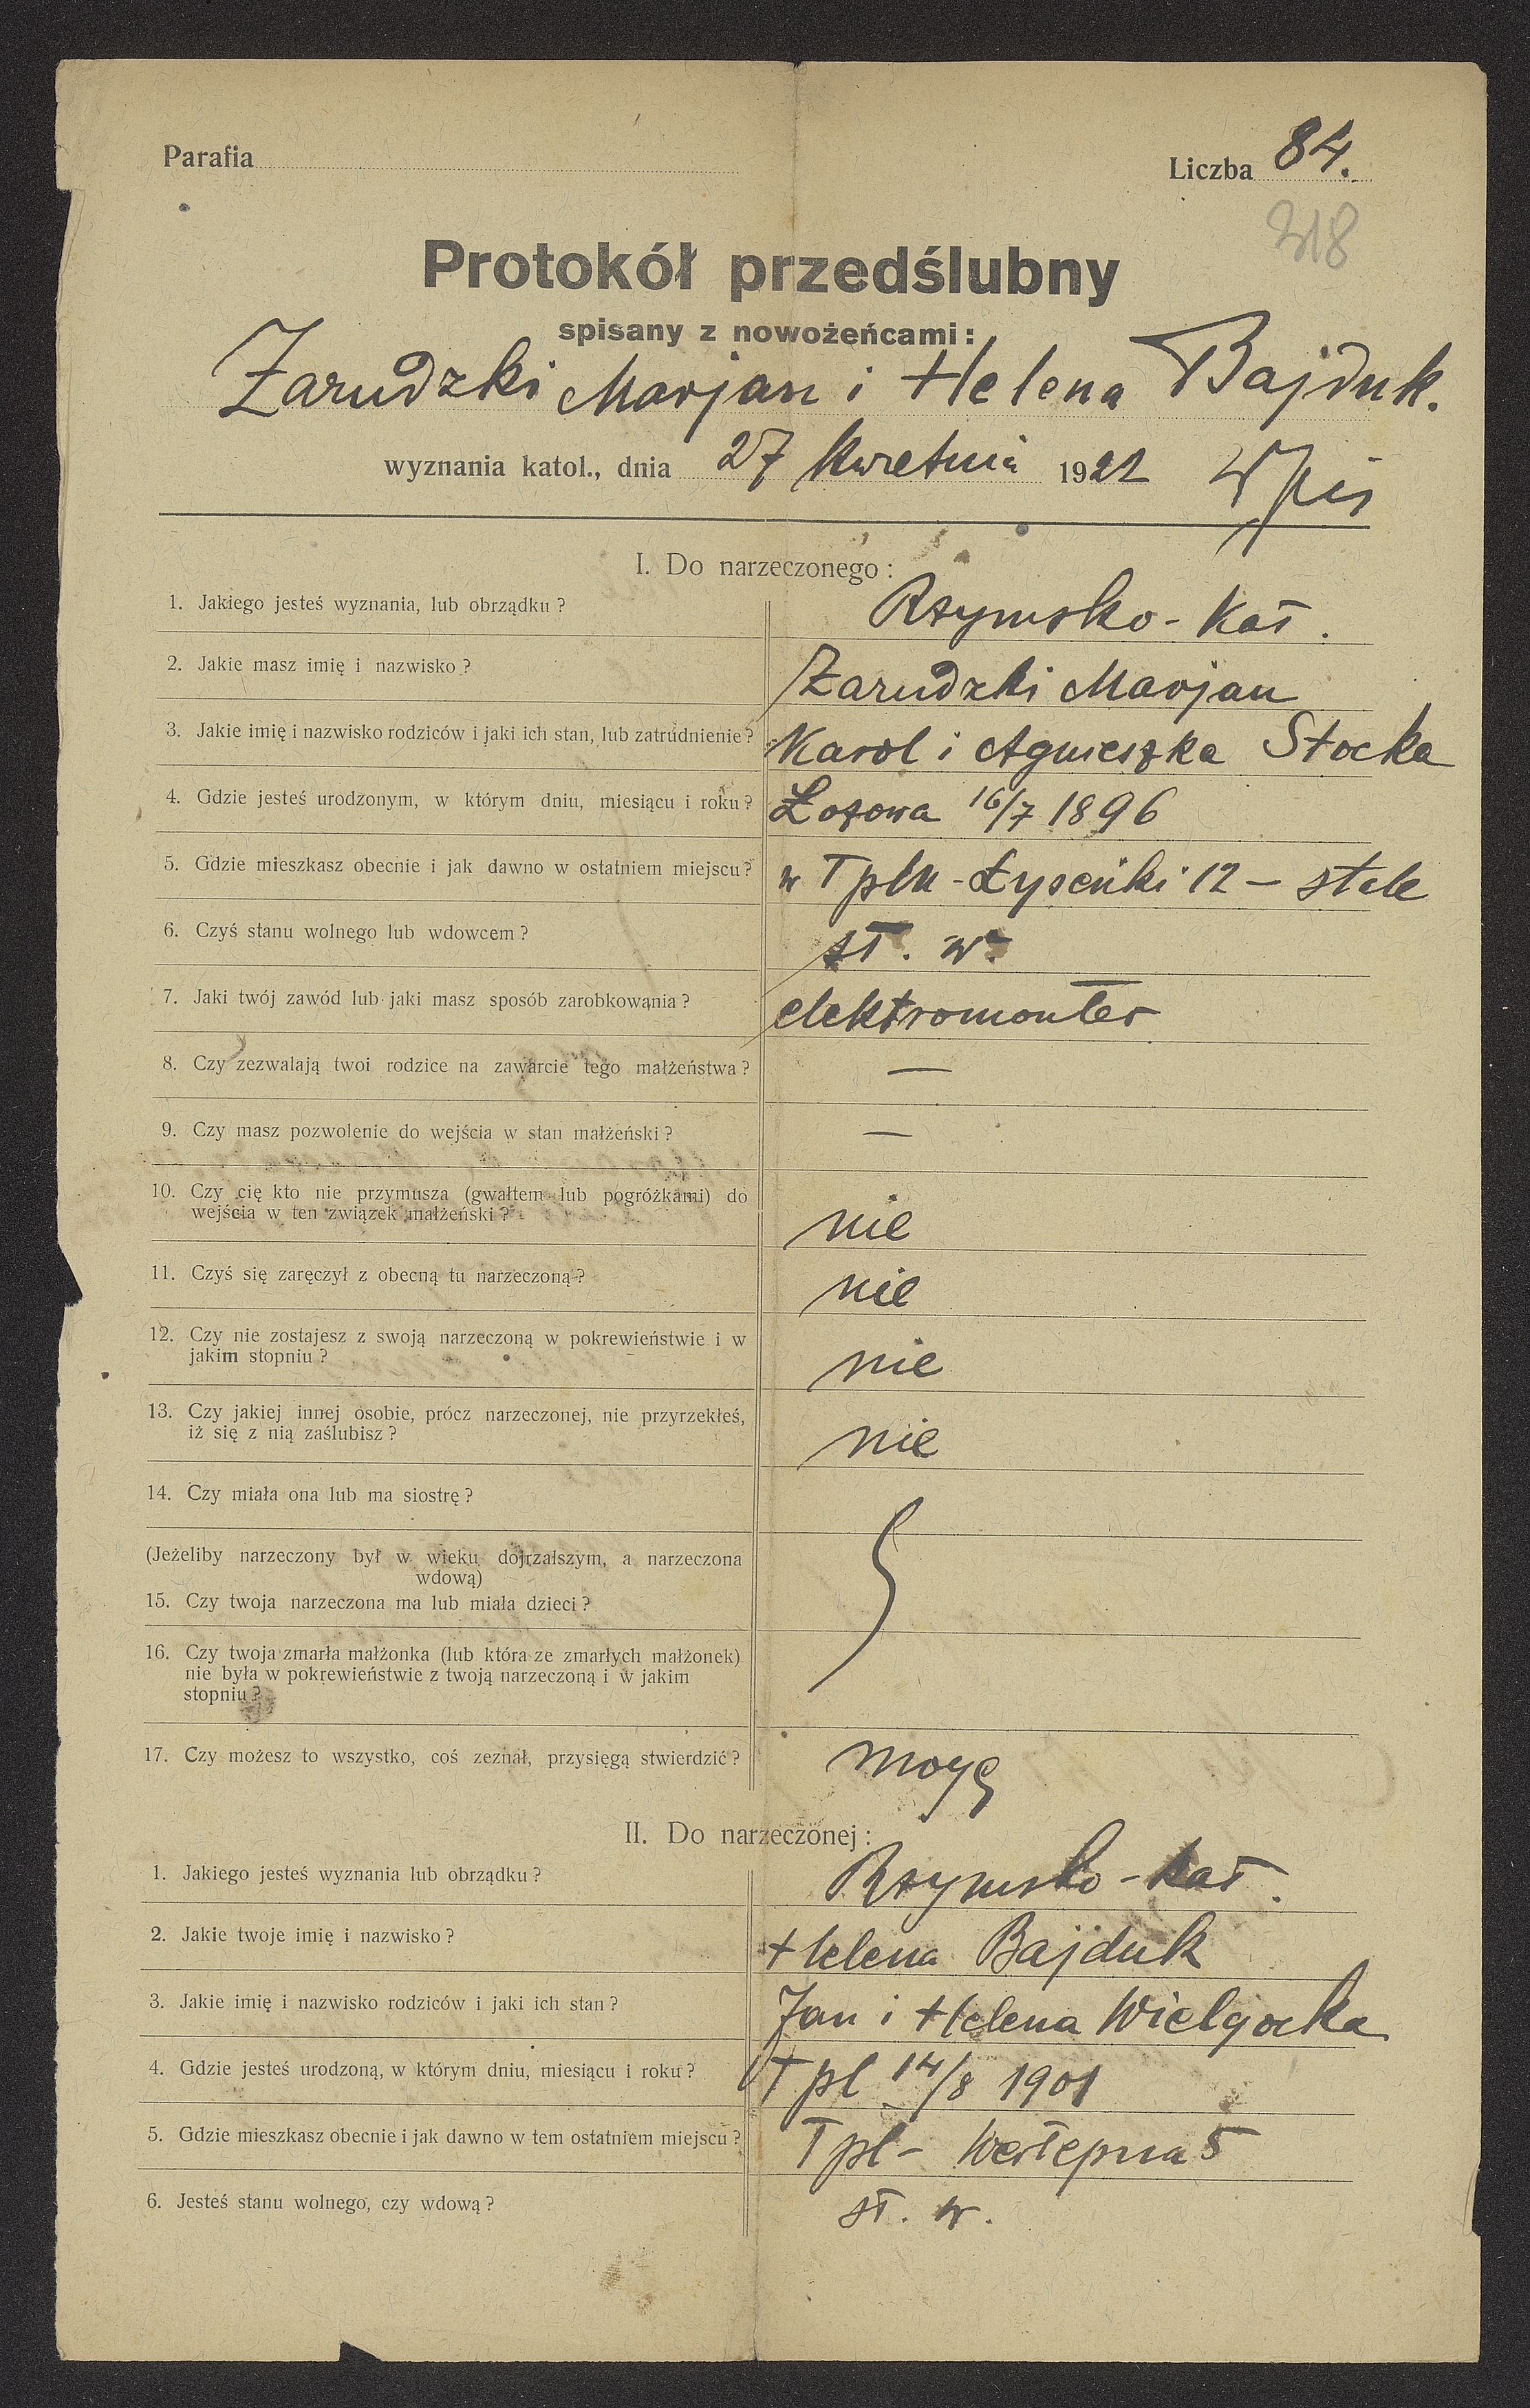 Parafia
Liczba 84.
318
Protokół przedślubny
spisany z nowożeńcami:
Zarudzki Marjan i Helena Bajduk.
wyznania katol., dnia 27 kwietnia 1922 Wpis
I. Do narzeczonego:
1. Jakiego jesteś wyznania, lub obrządku? Rzymsko-kat.
2. Jakie masz imię i nazwisko? Zarudzki Marjan
3. Jakie imię i nazwisko rodziców i jaki ich stan, lub zatrudnienie? Karol i Agnieszka Stocka
4. Gdzie jesteś urodzonym, w którym dniu, miesiącu i roku? Łozowa 16/7 1896
5. Gdzie mieszkasz obecnie i jak dawno w ostatniem miejscu? w Tplu - Łysenki 12 - stale
6. Czyś stanu wolnego lub wdowcem? st. w.
7. Jaki twój zawód lub jaki masz sposób zarobkowania? elektromonter
8. Czy zezwalają twoi rodzice na zawarcie tego małżeństwa? —
9. Czy masz pozwolenie do wejścia w stan małżeński? —
10. Czy cię kto nie przymusza (gwałtem lub pogróżkami) do
wejścia w ten związek małżeński? nie
11. Czyś się zaręczył z obecną tu narzeczoną? nie
12. Czy nie zostajesz z swoją narzeczoną w pokrewieństwie i w
jakim stopniu? nie
13. Czy jakiej innej osobie, prócz narzeczonej, nie przyrzekłeś,
iż się z nią zaślubisz? nie
14. Czy miała ona lub ma siostrę?
(Jeżeliby narzeczony był w wieku dojrzalszym, a narzeczona
wdową)
15. Czy twoja narzeczona ma lub miała dzieci?
16. Czy twoja zmarła małżonka (lub która ze zmarłych małżonek)
nie była w pokrewieństwie z twoją narzeczoną i w jakim
stopniu?
17. Czy możesz to wszystko, coś zeznał, przysięgą stwierdzić? mogę
II. Do narzeczonej:
1. Jakiego jesteś wyznania lub obrządku? Rzymsko-kat.
2. Jakie twoje imię i nazwisko? Helena Bajduk
3. Jakie imię i nazwisko rodziców i jaki ich stan? Jan i Helena Wielgocka
4. Gdzie jesteś urodzoną, w którym dniu, miesiącu i roku? Tpl 14/8 1901
5. Gdzie mieszkasz obecnie i jak dawno w tem ostatniem miejscu? Tpl -  5
6. Jesteś stanu wolnego, czy wdową? st. w.